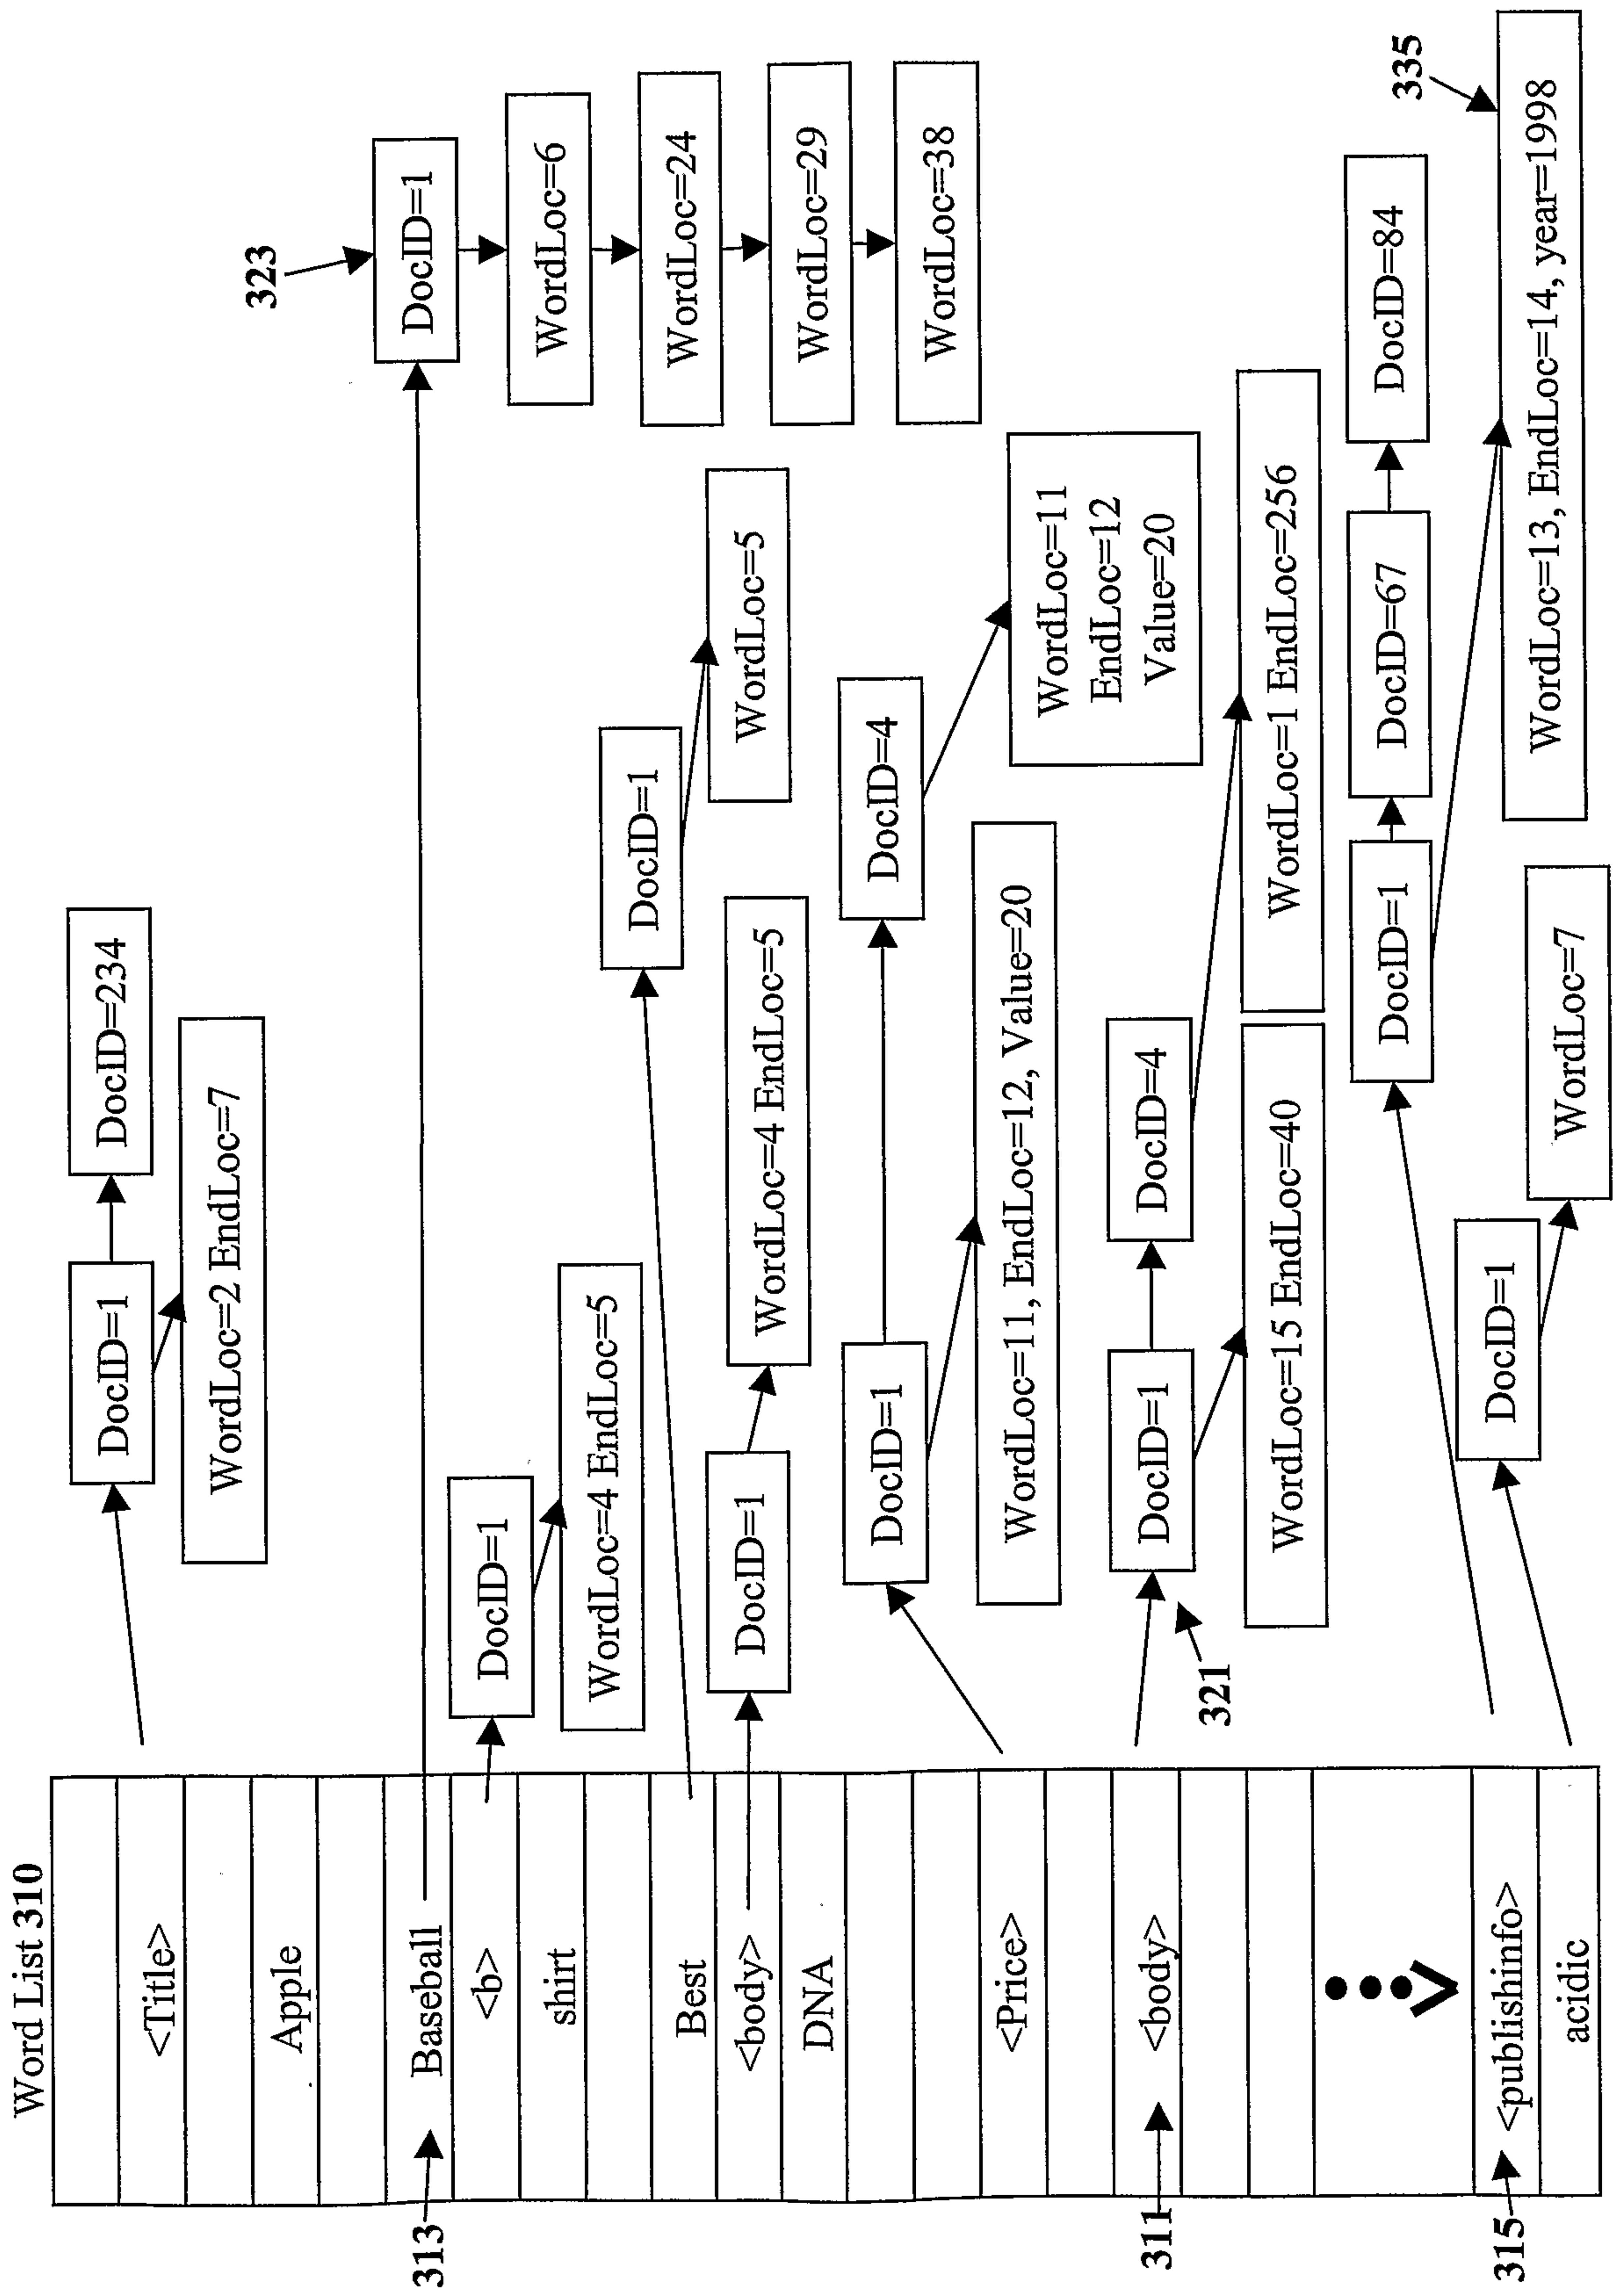 Word List 310
<Title>
DocID=1
DocID=234
WordLoc=2 EndLoc=7
Apple
323
313
Baseball
DocID=1
WordLoc=6
WordLoc=24
WordLoc=29
WordLoc=38
<b>
DocID=1
WordLoc=4 EndLoc=5
shirt
Best
DocID=1
WordLoc=5
<body>
DocID=1
WordLoc=4 EndLoc=5
DNA
<Price>
DocID=1
DocID=4
WordLoc=11, EndLoc=12, Value=20
WordLoc=11
EndLoc=12
Value=20
311
<body>
321
DocID=1
DocID=4
WordLoc=15 EndLoc=40
WordLoc=1 EndLoc=256
315
<publishinfo>
DocID=1
DocID=67
DocID=84
335
WordLoc=13, EndLoc=14, year=1998
acidic
DocID=1
WordLoc=7